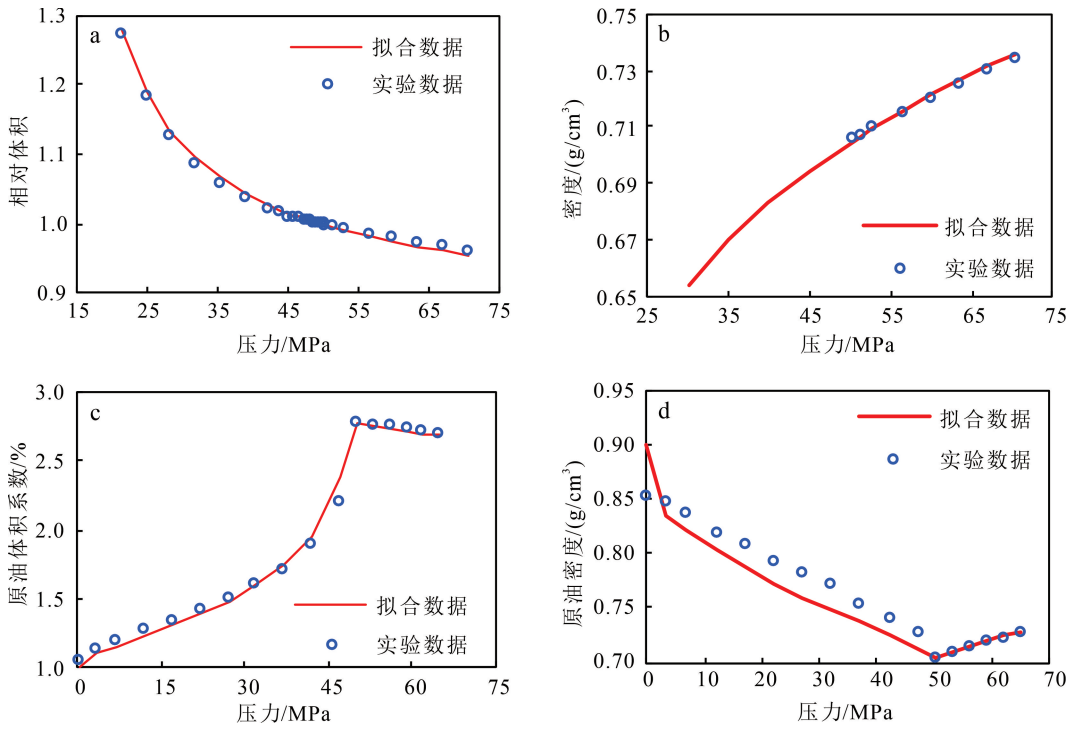 a
拟合数据
实验数据
1.3
1.2
1.1
1.0
0.9
相对体积
15 25 35 45 55 65 75
压力/MPa
b
0.75
0.73
0.71
0.69
0.67
0.65
密度/(g/cm³)
拟合数据
实验数据
25 35 45 55 65 75
压力/MPa
c
3.0
2.5
2.0
1.5
1.0
原油体积系数/%
拟合数据
实验数据
0 15 30 45 60 75
压力/MPa
d
拟合数据
实验数据
0.95
0.90
0.85
0.80
0.75
0.70
原油密度/(g/cm³)
0 10 20 30 40 50 60 70
压力/MPa